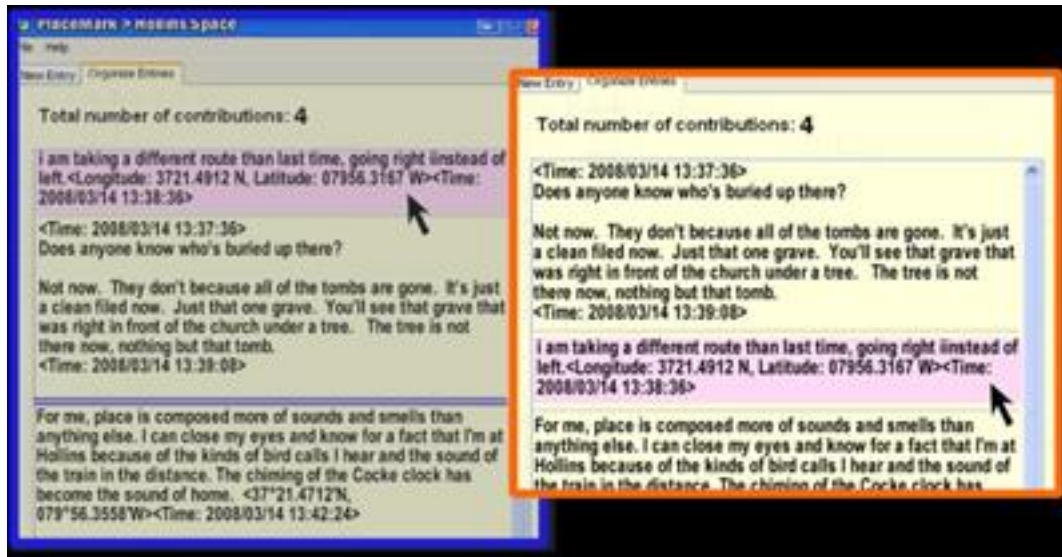 PlaceMark > Hollins Space
Help
New Entry Organize Entries
Total number of contributions: 4
i am taking a different route than last time, going right iinstead of
left.<Longitude: 3721.4912 N, Latitude: 07956.3167 W><Time:
2008/03/14 13:38:36>
<Time: 2008/03/14 13:37:36>
Does anyone know who's buried up there?
Not now. They don't because all of the tombs are gone. It's just
a clean filed now. Just that one grave. You'll see that grave that
was right in front of the church under a tree. The tree is not
there now, nothing but that tomb.
<Time: 2008/03/14 13:39:08>
For me, place is composed more of sounds and smells than
anything else. I can close my eyes and know for a fact that I'm at
Hollins because of the kinds of bird calls I hear and the sound of
the train in the distance. The chiming of the Cocke clock has
become the sound of home. <37°21.4712'N,
079°56.3558'W><Time: 2008/03/14 13:42:24>
New Entry Organize Entries
Total number of contributions: 4
<Time: 2008/03/14 13:37:36>
Does anyone know who's buried up there?
Not now. They don't because all of the tombs are gone. It's just
a clean filed now. Just that one grave. You'll see that grave that
was right in front of the church under a tree. The tree is not
there now, nothing but that tomb.
<Time: 2008/03/14 13:39:08>
i am taking a different route than last time, going right iinstead of
left.<Longitude: 3721.4912 N, Latitude: 07956.3167 W><Time:
2008/03/14 13:38:36>
For me, place is composed more of sounds and smells than
anything else. I can close my eyes and know for a fact that I'm at
Hollins because of the kinds of bird calls I hear and the sound of
the train in the distance. The chiming of the Cocke clock has